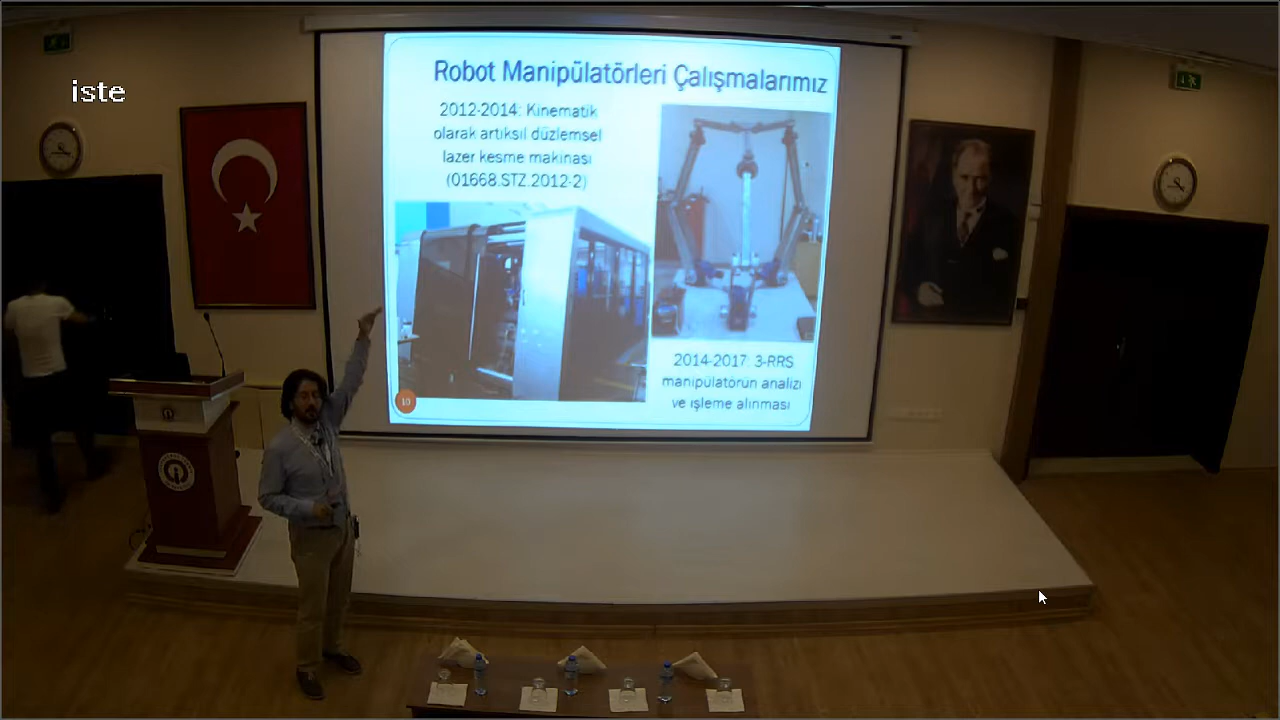 iste
Robot Manipülatörleri Çalışmalarımız
2012-2014: Kinematik
olarak artıksıl düzlemsel
lazer kesme makinası
(01668.STZ.2012-2)
2014-2017: 3-RRS
manipülatörün analizi
ve işleme alınması
10